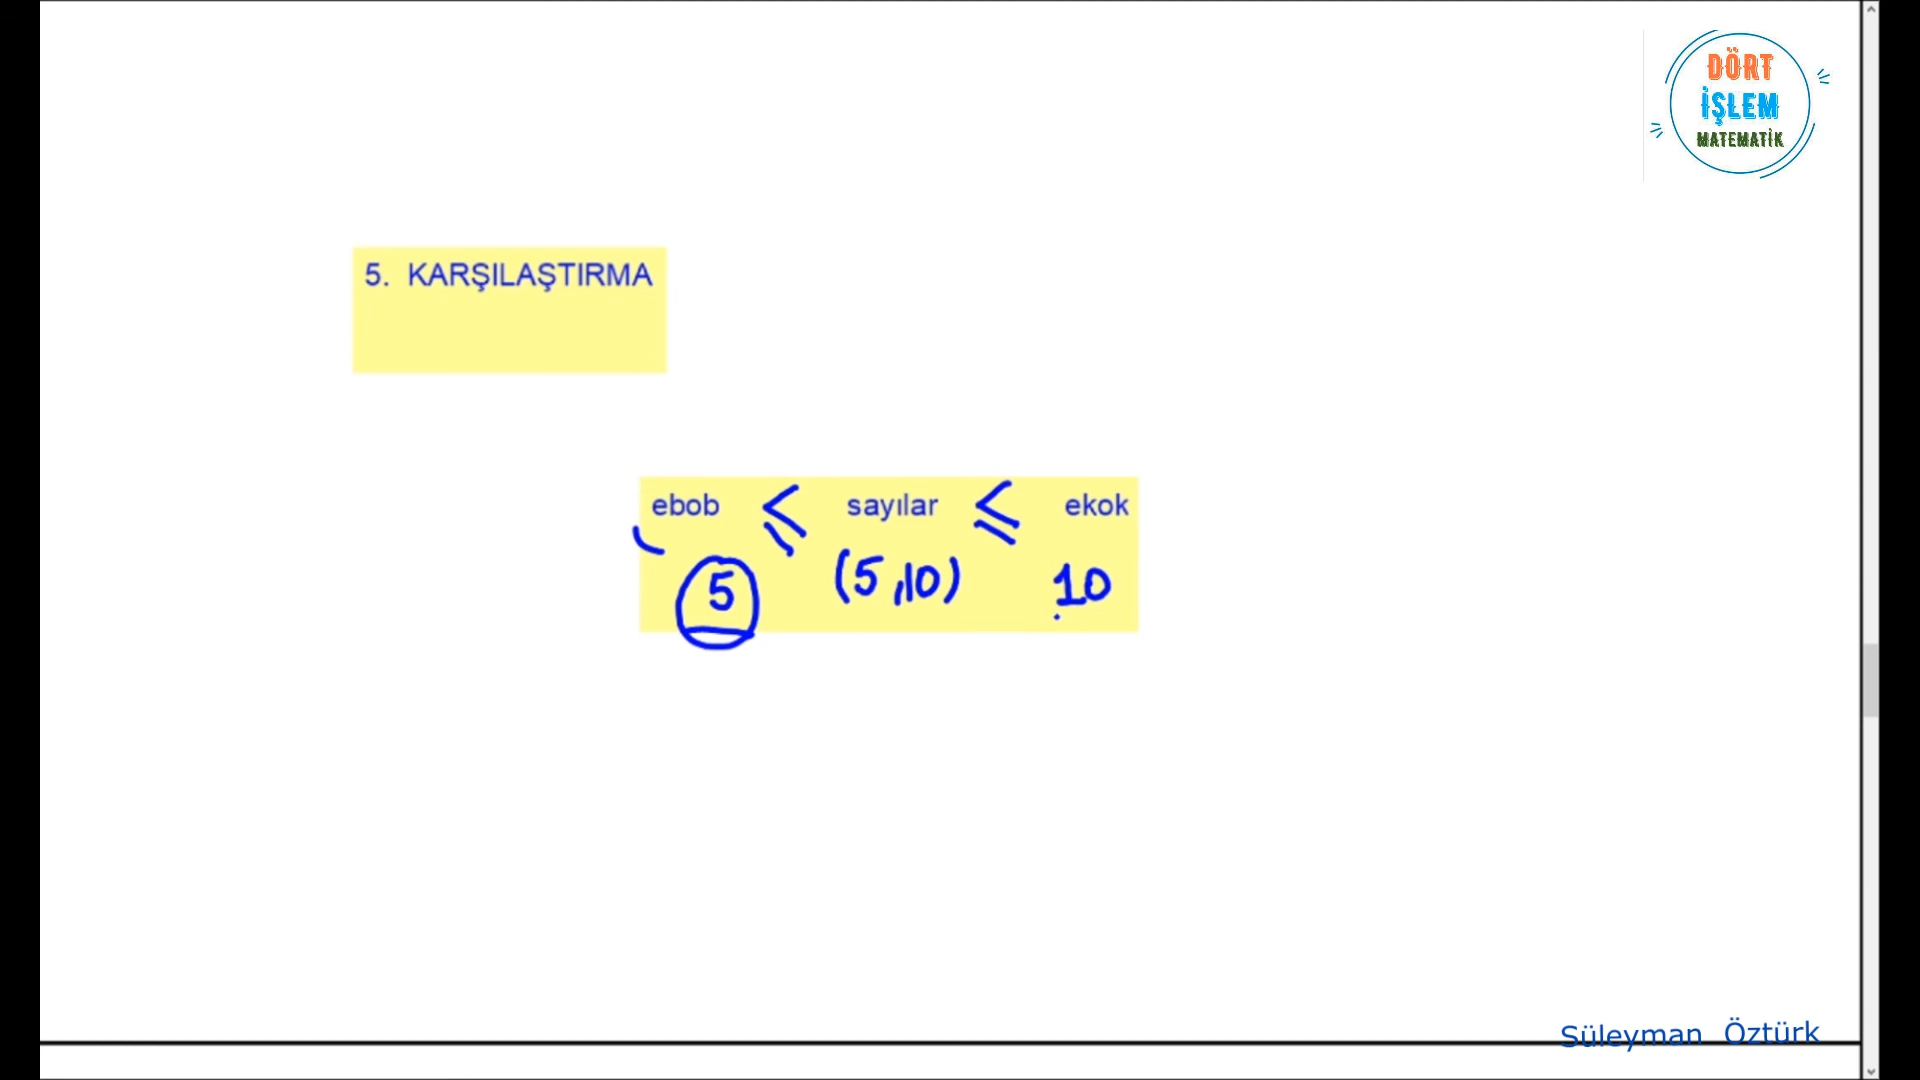 DÖRT
İŞLEM
MATEMATİK
5. KARŞILAŞTIRMA
ebob ≤ sayılar ≤ ekok
5 (5,10) 10
Süleyman Öztürk